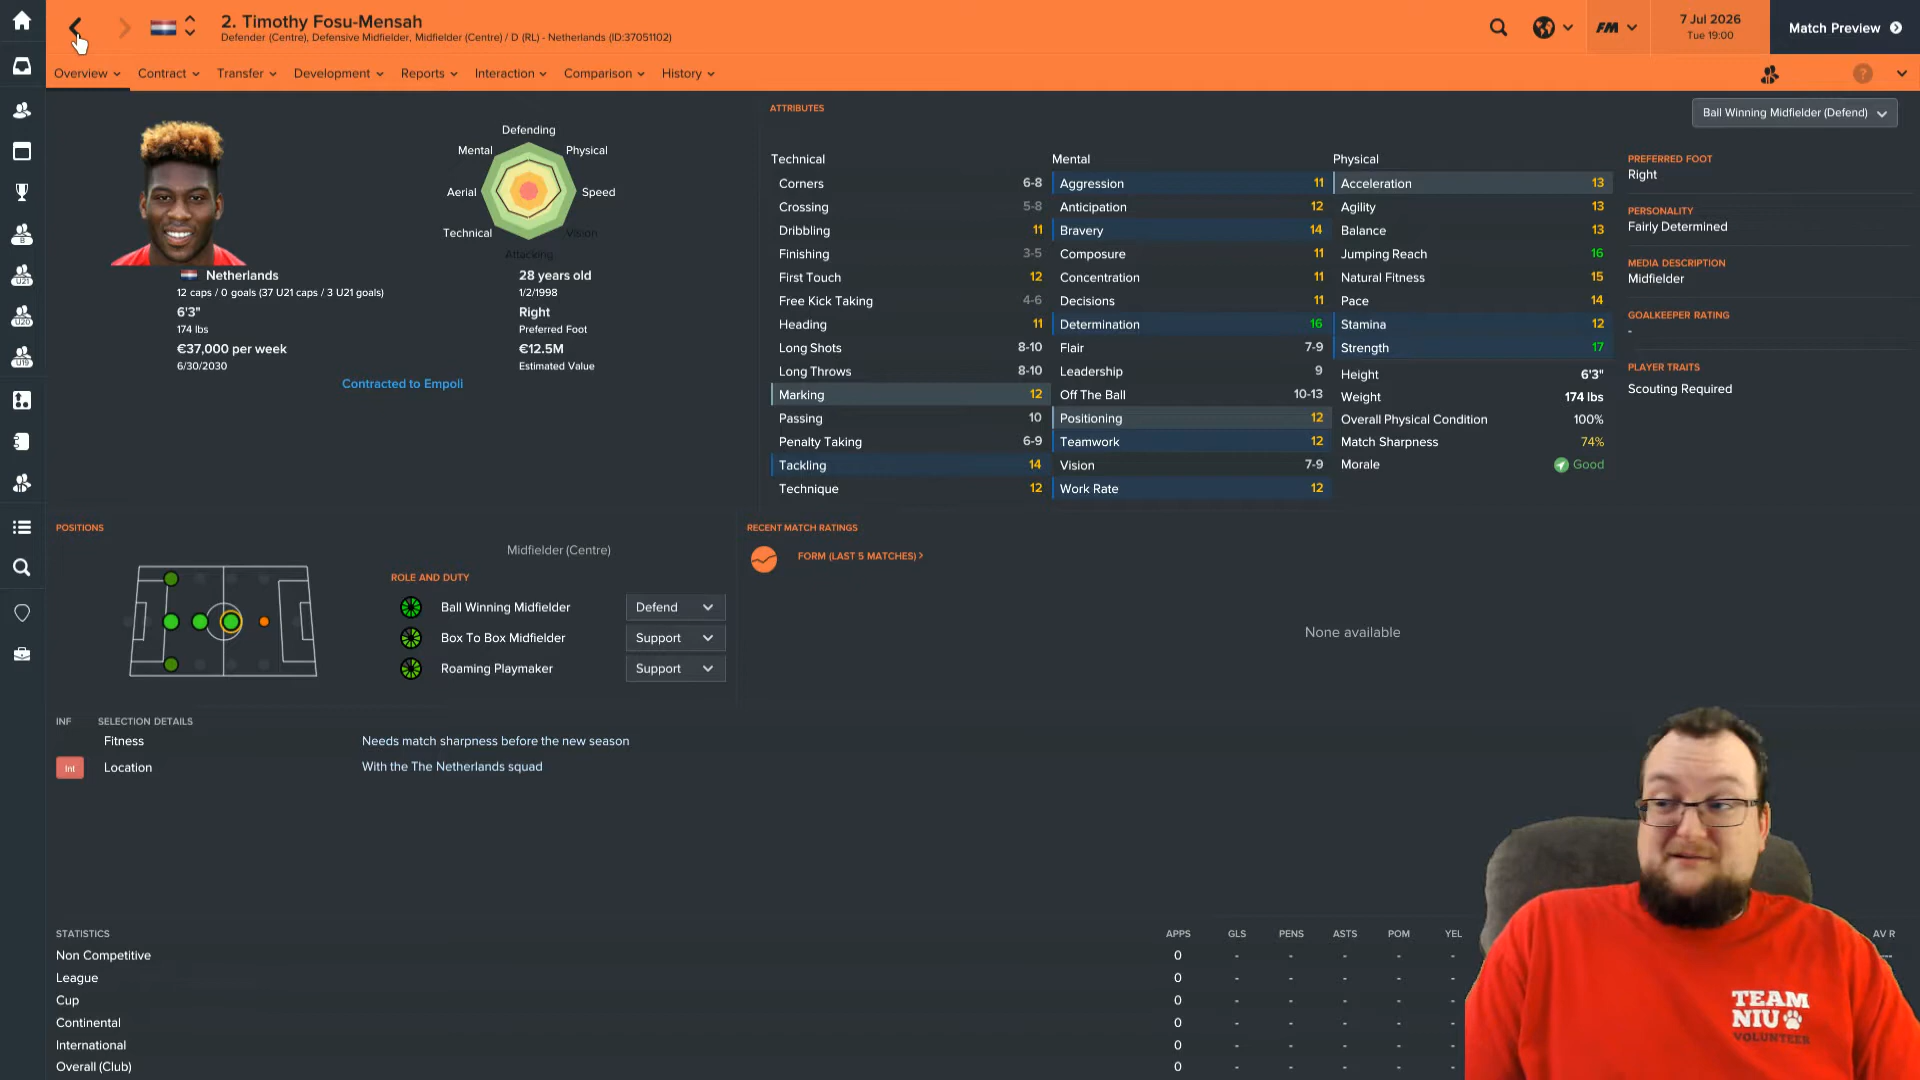 2. Timothy Fosu-Mensah
Defender (Centre), Defensive Midfielder, Midfielder (Centre) / D (RL) - Netherlands (ID:37051102)
FM
7 Jul 2026
Tue 19:00
Match Preview
Overview
Contract
Transfer
Development
Reports
Interaction
Comparison
History
?
B
U21
U20
U19
Defending
Mental
Physical
Aerial
Speed
Technical
Vision
Attacking
Netherlands
12 caps / 0 goals (37 U21 caps / 3 U21 goals)
6'3"
174 lbs
€37,000 per week
6/30/2030
28 years old
1/2/1998
Right
Preferred Foot
€12.5M
Estimated Value
Contracted to Empoli
ATTRIBUTES
Ball Winning Midfielder (Defend)
Technical
Corners 6-8
Crossing 5-8
Dribbling 11
Finishing 3-5
First Touch 12
Free Kick Taking 4-6
Heading 11
Long Shots 8-10
Long Throws 8-10
Marking 12
Passing 10
Penalty Taking 6-9
Tackling 14
Technique 12
Mental
Aggression 11
Anticipation 12
Bravery 14
Composure 11
Concentration 11
Decisions 11
Determination 16
Flair 7-9
Leadership 9
Off The Ball 10-13
Positioning 12
Teamwork 12
Vision 7-9
Work Rate 12
Physical
Acceleration 13
Agility 13
Balance 13
Jumping Reach 16
Natural Fitness 15
Pace 14
Stamina 12
Strength 17
Height 6'3"
Weight 174 lbs
Overall Physical Condition 100%
Match Sharpness 74%
Morale Good
PREFERRED FOOT
Right
PERSONALITY
Fairly Determined
MEDIA DESCRIPTION
Midfielder
GOALKEEPER RATING
-
PLAYER TRAITS
Scouting Required
POSITIONS
Midfielder (Centre)
ROLE AND DUTY
Ball Winning Midfielder Defend
Box To Box Midfielder Support
Roaming Playmaker Support
RECENT MATCH RATINGS
FORM (LAST 5 MATCHES) >
None available
INF SELECTION DETAILS
Fitness Needs match sharpness before the new season
Int Location With the The Netherlands squad
STATISTICS APPS GLS PENS ASTS POM YEL AV R
Non Competitive 0 - - - - -
League 0 - - - - -
Cup 0 - - - - -
Continental 0 - - - - -
International 0 - - - - -
Overall (Club) 0 - - - - -
TEAM
NIU
VOLUNTEER